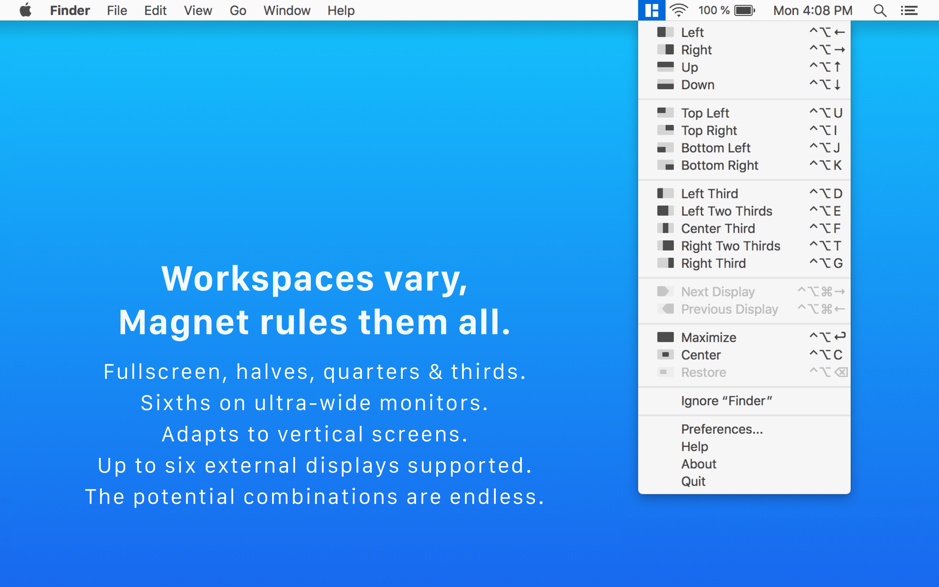 Finder File Edit View Go Window Help 100 % Mon 4:08 PM
Workspaces vary,
Magnet rules them all.
Fullscreen, halves, quarters & thirds.
Sixths on ultra-wide monitors.
Adapts to vertical screens.
Up to six external displays supported.
The potential combinations are endless.
Left ^⌥←
Right ^⌥→
Up ^⌥↑
Down ^⌥↓
Top Left ^⌥U
Top Right ^⌥I
Bottom Left ^⌥J
Bottom Right ^⌥K
Left Third ^⌥D
Left Two Thirds ^⌥E
Center Third ^⌥F
Right Two Thirds ^⌥T
Right Third ^⌥G
Next Display ^⌥⌘→
Previous Display ^⌥⌘←
Maximize ^⌥↩
Center ^⌥C
Restore ^⌥⌫
Ignore “Finder”
Preferences...
Help
About
Quit